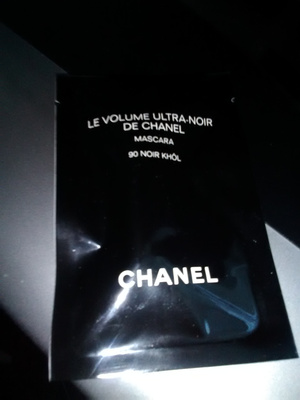 LE VOLUME ULTRA-NOIR
DE CHANEL
MASCARA
90 NOIR KHÔL
CHANEL